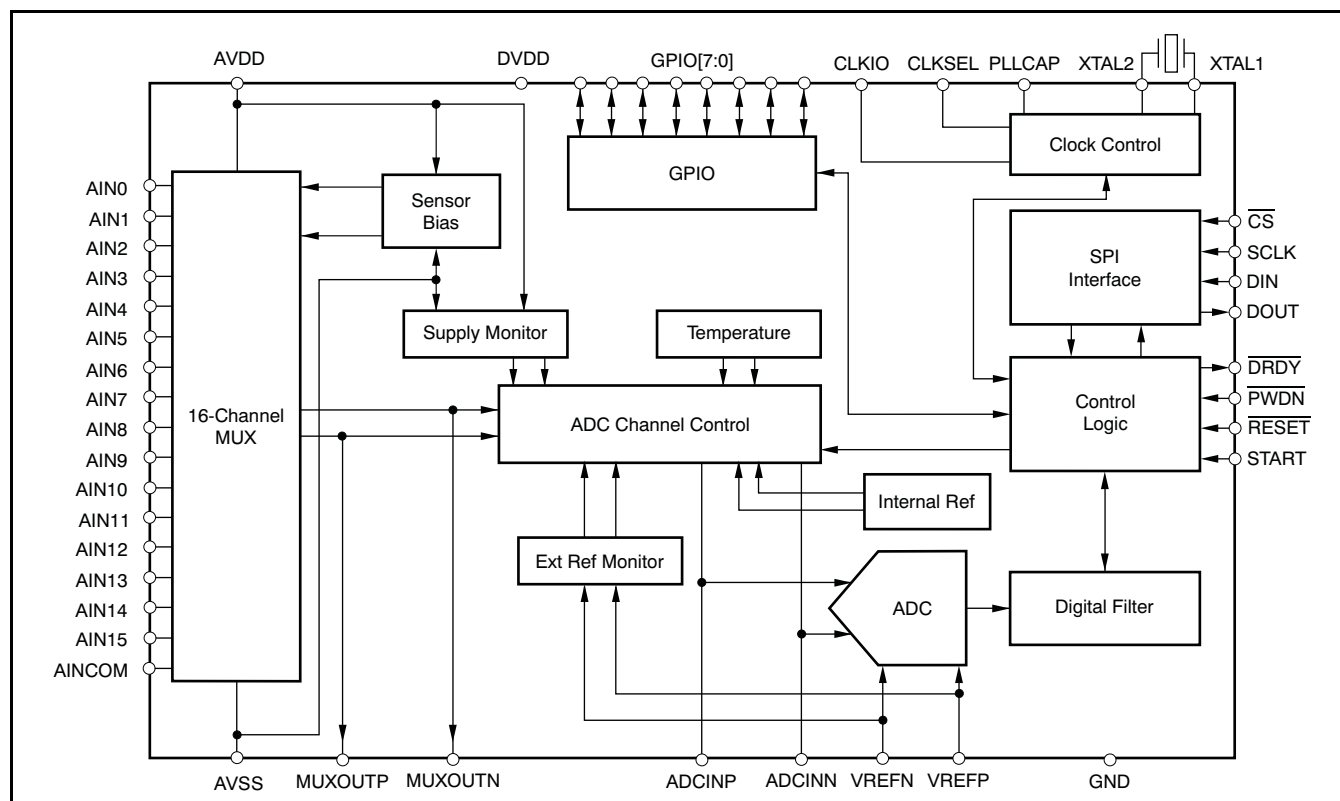 AVDD
DVDD
GPIO[7:0]
CLKIO
CLKSEL
PLLCAP
XTAL2
XTAL1
Clock Control
GPIO
Sensor
Bias
AIN0
AIN1
AIN2
AIN3
AIN4
AIN5
AIN6
AIN7
AIN8
AIN9
AIN10
AIN11
AIN12
AIN13
AIN14
AIN15
AINCOM
16-Channel
MUX
SPI
Interface
CS
SCLK
DIN
DOUT
Supply Monitor
Temperature
ADC Channel Control
Control
Logic
DRDY
PWDN
RESET
START
Internal Ref
Ext Ref Monitor
ADC
Digital Filter
AVSS
MUXOUTP
MUXOUTN
ADCINP
ADCINN
VREFN
VREFP
GND